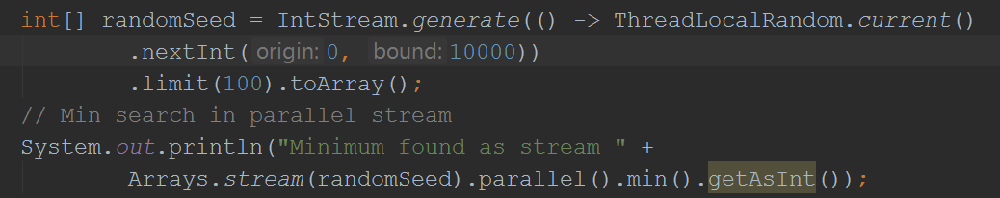 int[] randomSeed = IntStream.generate(() -> ThreadLocalRandom.current()
.nextInt( origin: 0, bound: 10000))
.limit(100).toArray();
// Min search in parallel stream
System.out.println("Minimum found as stream " +
Arrays.stream(randomSeed).parallel().min().getAsInt());